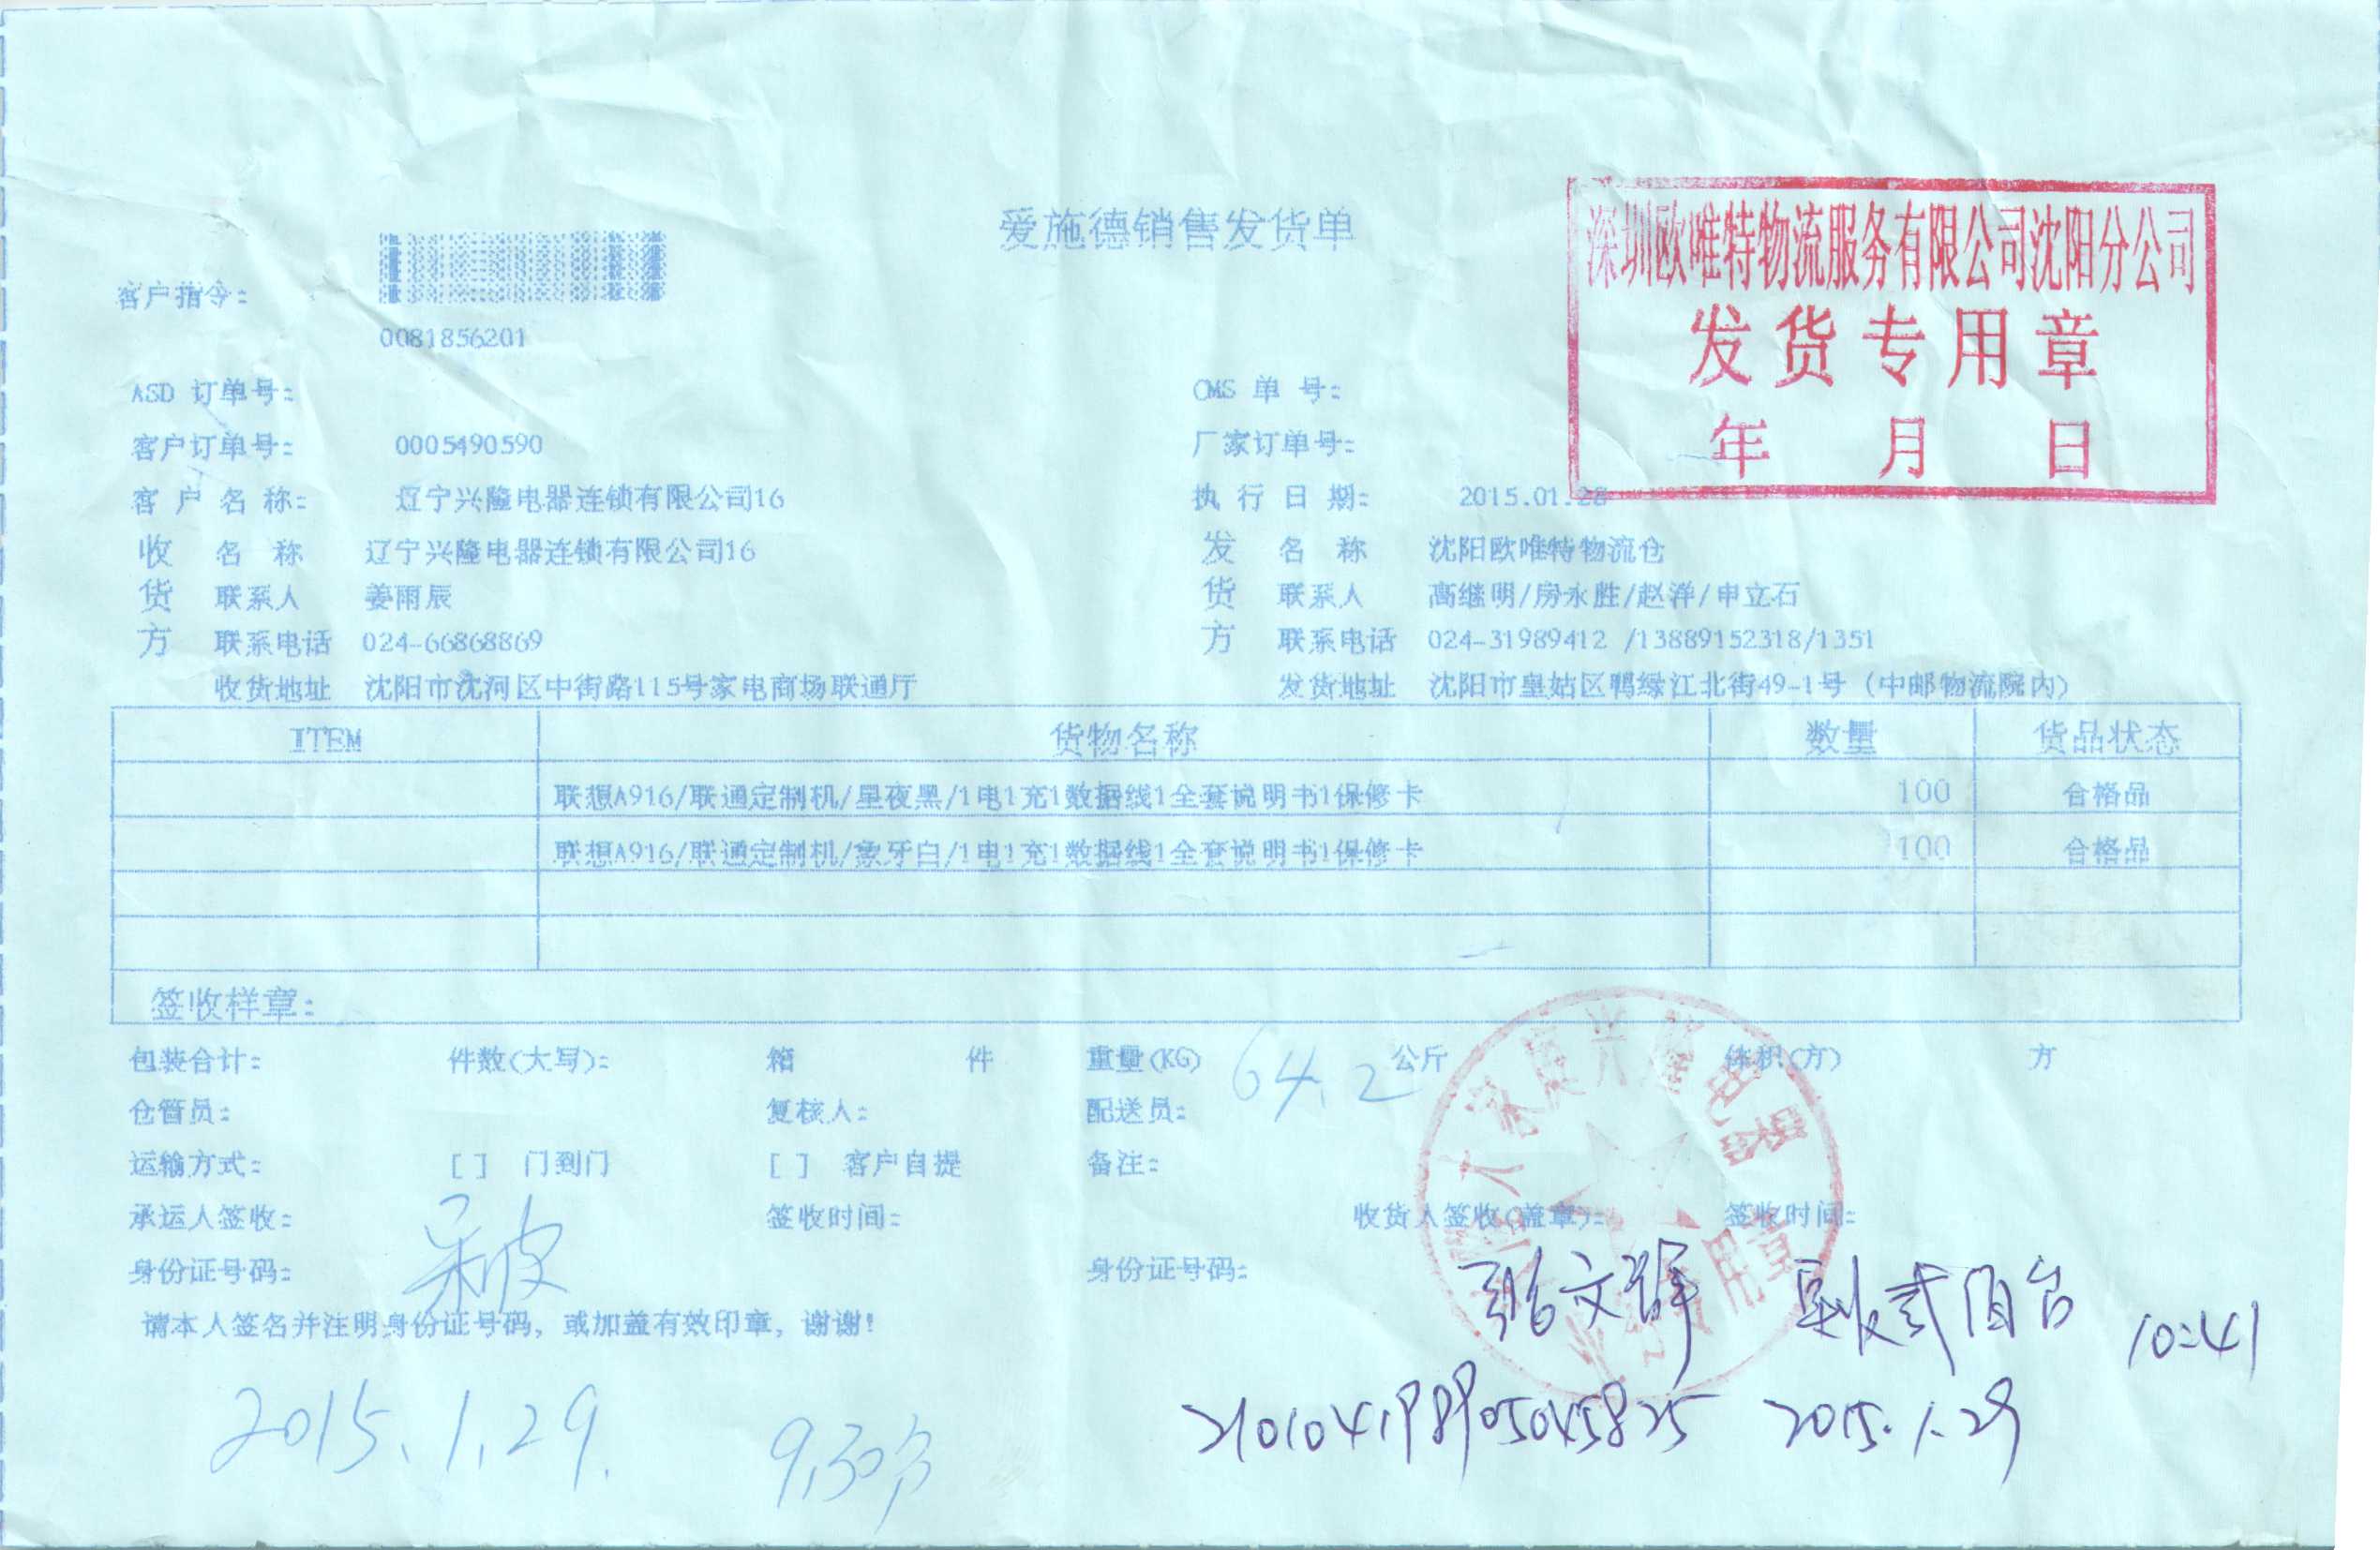 爱施德销售发货单
深圳欧唯特物流服务有限公司沈阳分公司
发货专用章
年 月 日
客户指令:
0081856201
ASD 订单号: OMS 单 号:
客户订单号: 0005490590 厂家订单号:
客 户 名 称: 辽宁兴隆电器连锁有限公司16 执 行 日 期: 2015.01.28
收 名 称 辽宁兴隆电器连锁有限公司16 发 名 称 沈阳欧唯特物流仓
货 联系人 姜雨辰 货 联系人 高继明/房永胜/赵洋/申立石
方 联系电话 024-66868869 方 联系电话 024-31989412 /13889152318/1351
收货地址 沈阳市沈河区中街路115号家电商场联通厅 发货地址 沈阳市皇姑区鸭绿江北街49-1号 (中邮物流院内)
ITEM 货物名称 数量 货品状态
联想A916/联通定制机/星夜黑/1电1充1数据线1全套说明书1保修卡 100 合格品
联想A916/联通定制机/象牙白/1电1充1数据线1全套说明书1保修卡 100 合格品
签收样章:
包装合计: 件数(大写): 箱 件 重量(KG) 64.2 公斤 体积(方) 方
仓管员: 复核人: 配送员:
运输方式: [ ] 门到门 [ ] 客户自提 备注:
承运人签收: 签收时间: 收货人签收(盖章): 签收时间:
身份证号码: 身份证号码:
大家庭兴隆电器
实收贰佰台 10:41
请本人签名并注明身份证号码, 或加盖有效印章, 谢谢!
2015.1.29. 9.30分 210104198905045825 2015.1.29